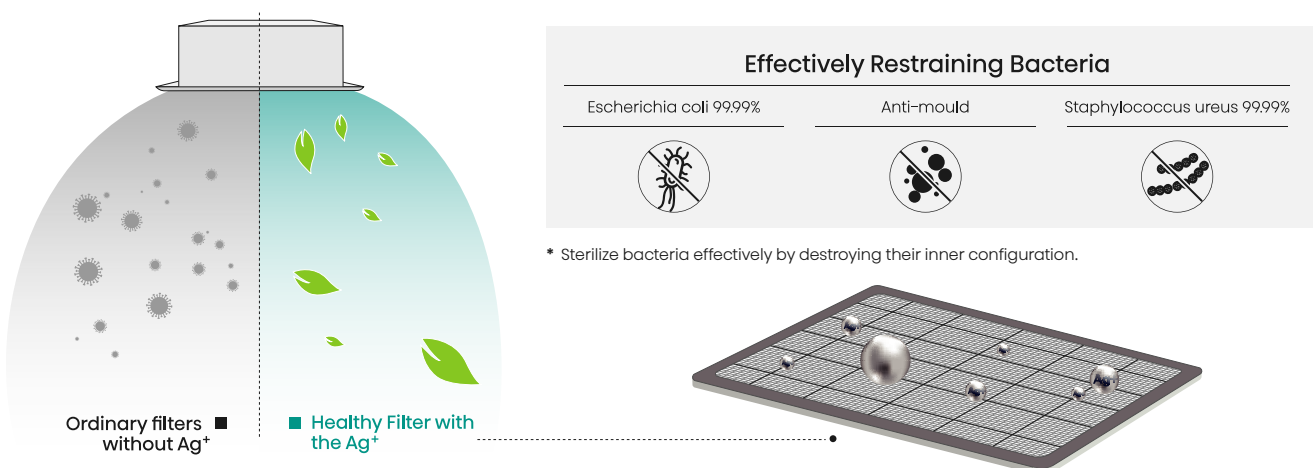 Effectively Restraining Bacteria
Escherichia coli 99.99%
Anti-mould
Staphylococcus ureus 99.99%
* Sterilize bacteria effectively by destroying their inner configuration.
Ordinary filters
without Ag⁺
Healthy Filter with
the Ag⁺